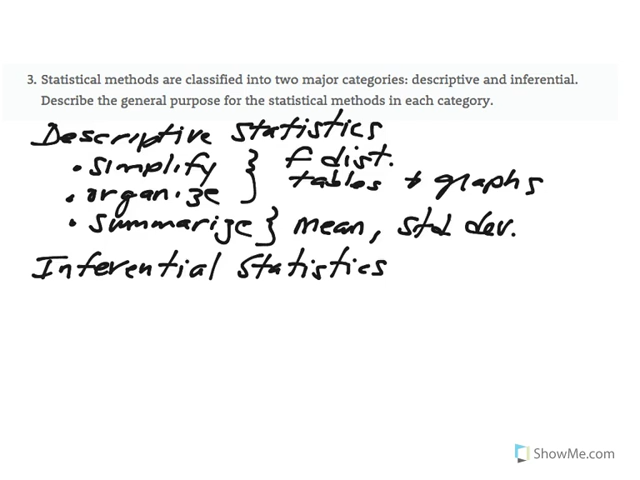 3. Statistical methods are classified into two major categories: descriptive and inferential.
Describe the general purpose for the statistical methods in each category.
Descriptive Statistics
• simplify } f dist.
• organize } tables + graphs
• summarize } mean, std dev.
Inferential Statistics
ShowMe.com